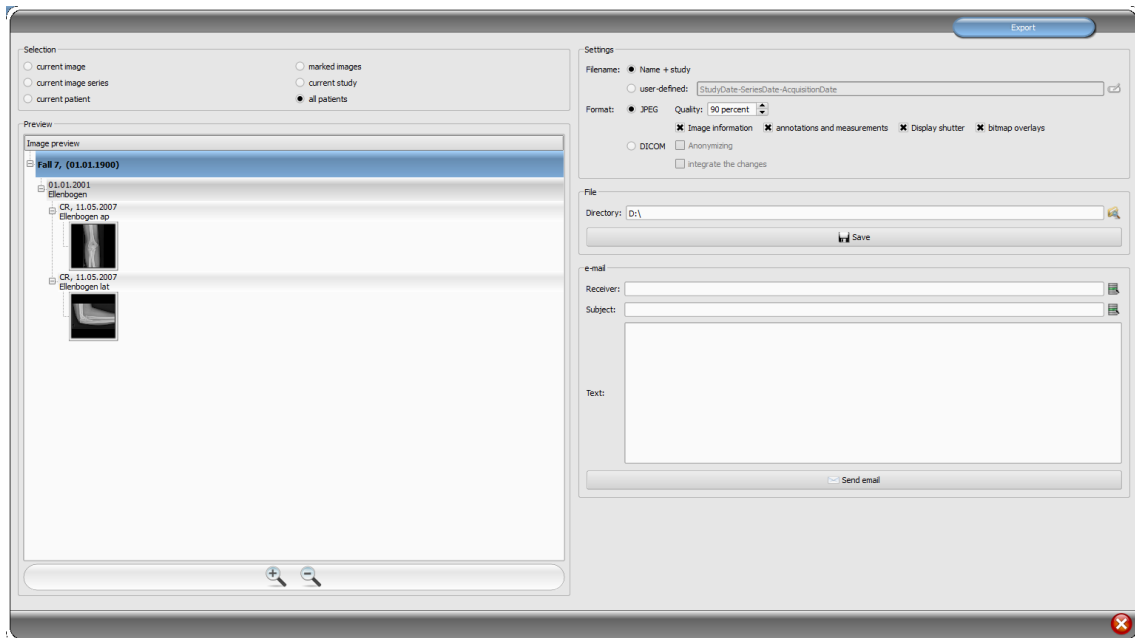 Export
Selection
current image
marked images
current image series
current study
current patient
all patients
Preview
Image preview
Fall 7, (01.01.1900)
01.01.2001
Ellenbogen
CR, 11.05.2007
Ellenbogen ap
CR, 11.05.2007
Ellenbogen lat
Settings
Filename: Name + study
user-defined: StudyDate-SeriesDate-AcquisitionDate
Format: JPEG Quality: 90 percent
Image information annotations and measurements Display shutter bitmap overlays
DICOM Anonymizing
integrate the changes
File
Directory: D:\
Save
e-mail
Receiver:
Subject:
Text:
Send email